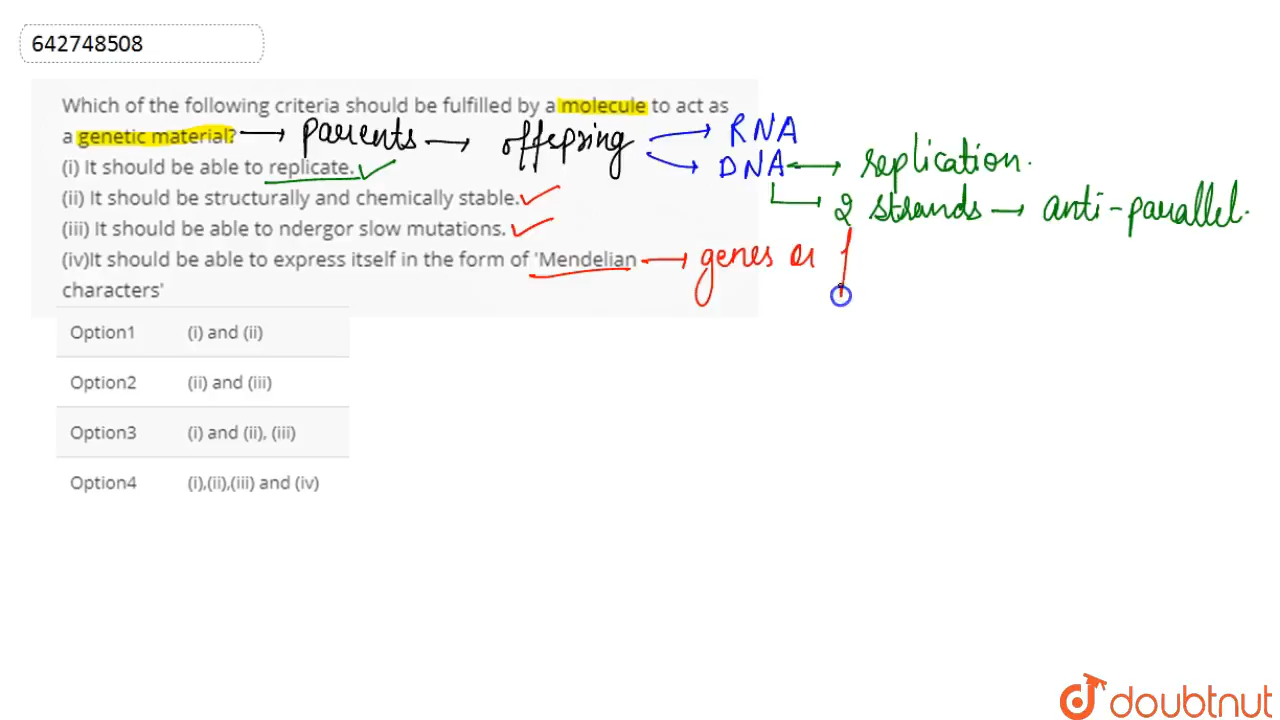 642748508
Which of the following criteria should be fulfilled by a molecule to act as
a genetic material? → parents → offspring → RNA
→ DNA → replication.
(i) It should be able to replicate. ✓
(ii) It should be structurally and chemically stable. ✓
→ 2 strands → anti-parallel.
(iii) It should be able to ndergor slow mutations. ✓
(iv)It should be able to express itself in the form of 'Mendelian → genes or f
characters'
Option1 (i) and (ii)
Option2 (ii) and (iii)
Option3 (i) and (ii), (iii)
Option4 (i),(ii),(iii) and (iv)
doubtnut